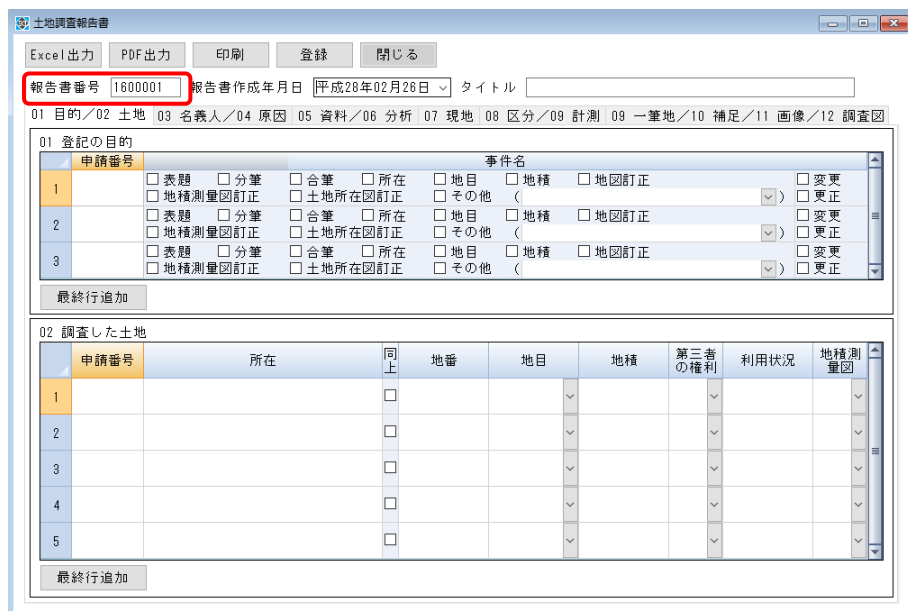 土地調査報告書
Excel出力 PDF出力 印刷 登録 閉じる
報告書番号 1600001 報告書作成年月日 平成28年02月26日 タイトル
01 目的/02 土地 03 名義人/04 原因 05 資料/06 分析 07 現地 08 区分/09 計測 09 一筆地/10 補足/11 画像/12 調査図
01 登記の目的
申請番号 事件名
1 表題 分筆 合筆 所在 地目 地積 地図訂正 変更
地積測量図訂正 土地所在図訂正 その他 ( ) 更正
2 表題 分筆 合筆 所在 地目 地積 地図訂正 変更
地積測量図訂正 土地所在図訂正 その他 ( ) 更正
3 表題 分筆 合筆 所在 地目 地積 地図訂正 変更
地積測量図訂正 土地所在図訂正 その他 ( ) 更正
最終行追加
02 調査した土地
申請番号 所在 同上 地番 地目 地積 第三者の権利 利用状況 地積測量図
1
2
3
4
5
最終行追加